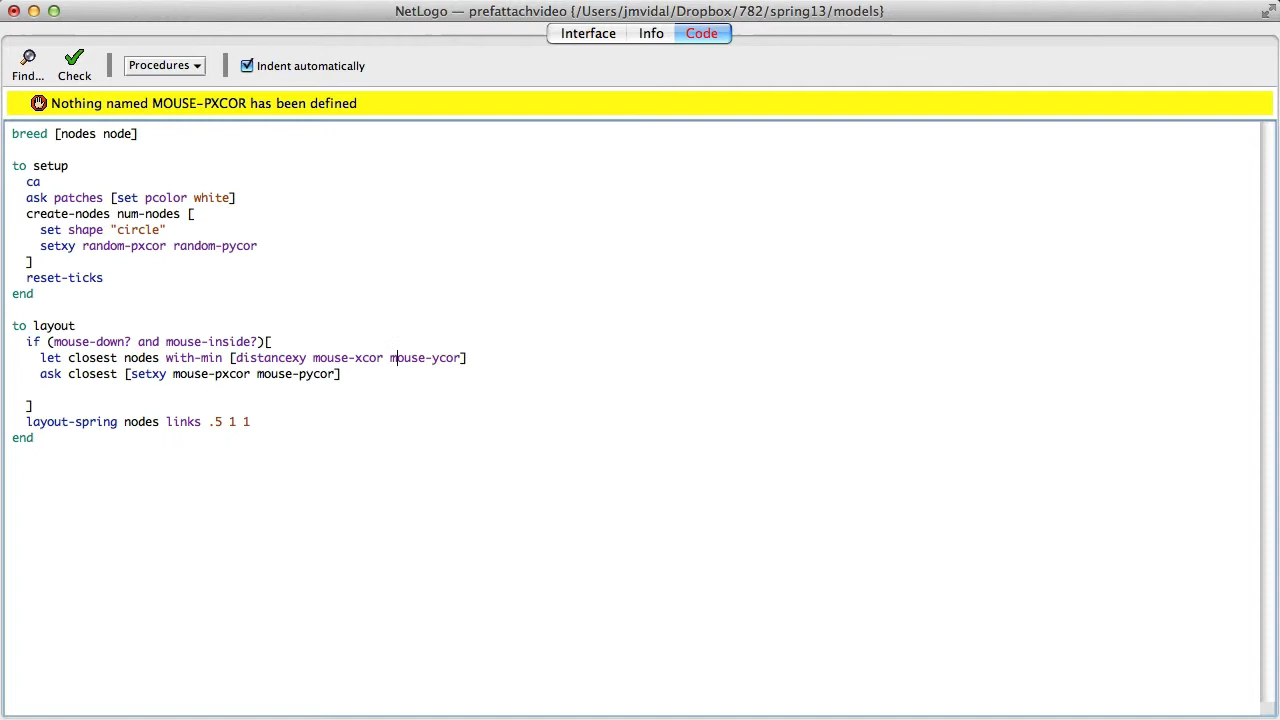 NetLogo — prefattachvideo {/Users/jmvidal/Dropbox/782/spring13/models}
Interface Info Code
Find... Check Procedures Indent automatically
Nothing named MOUSE-PXCOR has been defined
breed [nodes node]
to setup
ca
ask patches [set pcolor white]
create-nodes num-nodes [
set shape "circle"
setxy random-pxcor random-pycor
]
reset-ticks
end
to layout
if (mouse-down? and mouse-inside?)[
let closest nodes with-min [distancexy mouse-xcor mouse-ycor]
ask closest [setxy mouse-pxcor mouse-pycor]
]
layout-spring nodes links .5 1 1
end